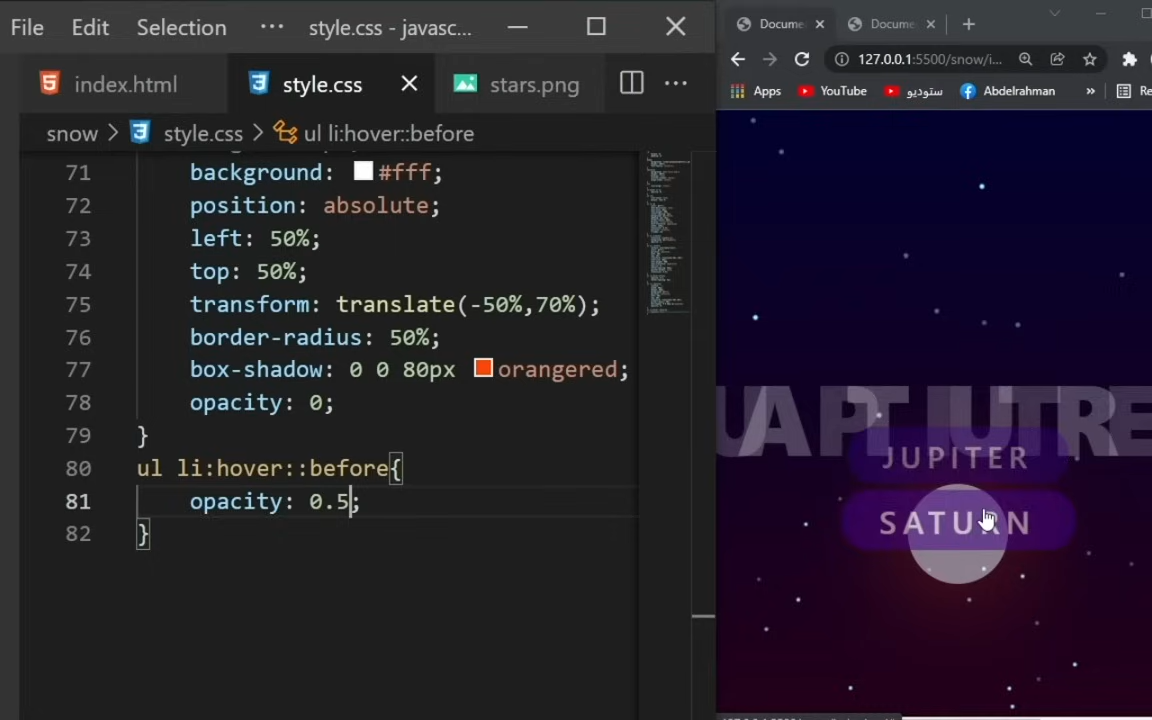 File Edit Selection ··· style.css - javasc...
index.html style.css stars.png
snow > style.css > ul li:hover::before
71 background: #fff;
72 position: absolute;
73 left: 50%;
74 top: 50%;
75 transform: translate(-50%,70%);
76 border-radius: 50%;
77 box-shadow: 0 0 80px orangered;
78 opacity: 0;
79 }
80 ul li:hover::before{
81 opacity: 0.5;
82 }
Docume Docume
127.0.0.1:5500/snow/i...
Apps YouTube ستوديو Abdelrahman » Re
JUPITER
SATURN